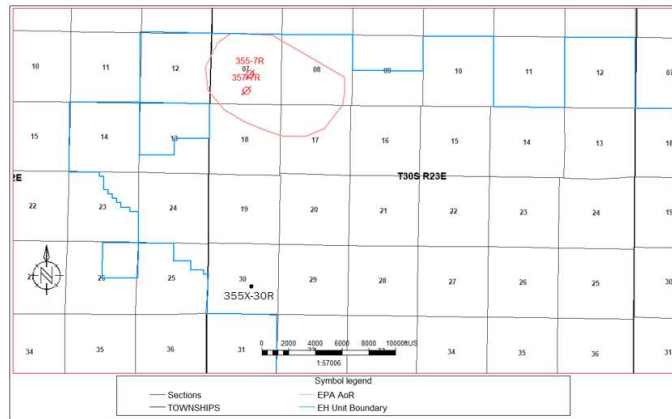 355-7R
10 11 12 07 08 09 10 11 12 07
357-7R
15 14 13 18 17 16 15 14 13 18
T30S R23E
22 23 24 19 20 21 22 23 24 19
26 25 30 29 28 27 26 25 30
N
355X-30R
0 2000 4000 6000 8000 10000ftUS
34 35 36 31 34 35 36 31
1:57006
Symbol legend
Sections EPA AoR
TOWNSHIPS EH Unit Boundary